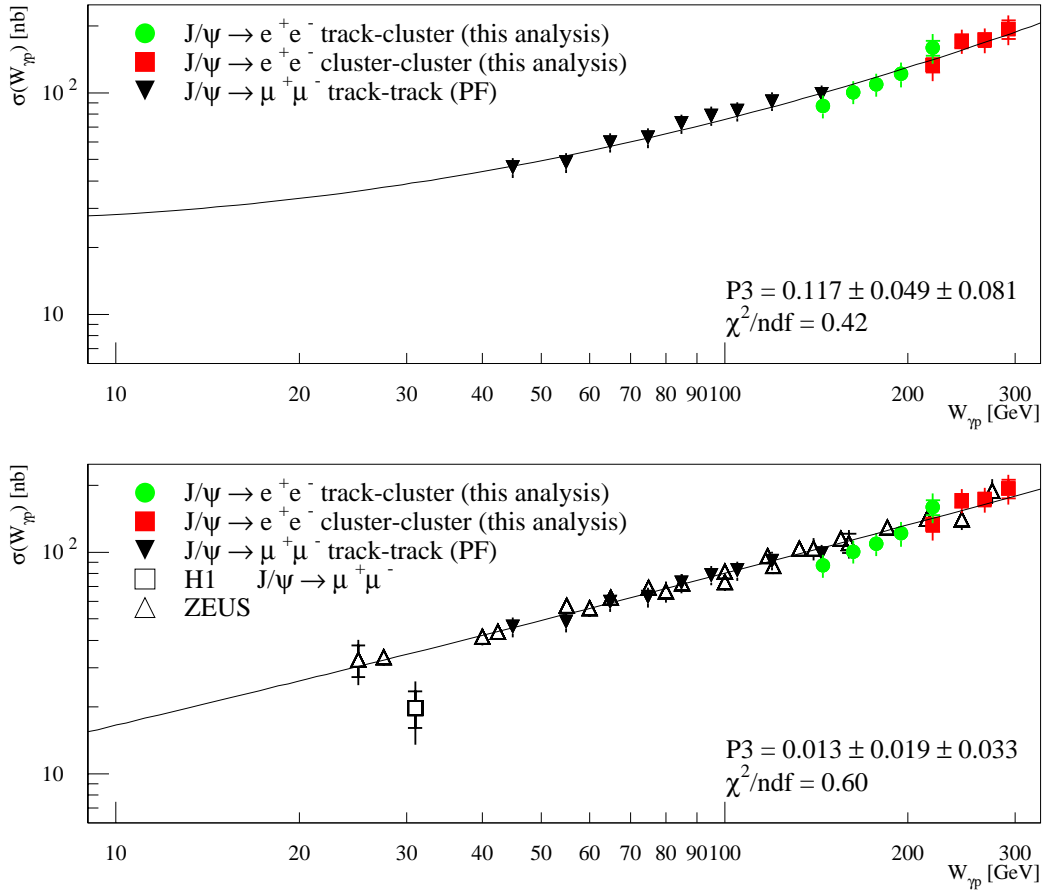 σ(W_γp) [nb]
J/ψ → e⁺e⁻ track-cluster (this analysis)
J/ψ → e⁺e⁻ cluster-cluster (this analysis)
J/ψ → μ⁺μ⁻ track-track (PF)
10²
10
P3 = 0.117 ± 0.049 ± 0.081
χ²/ndf = 0.42
10 20 30 40 50 60 70 80 90 100 200 300
W_γp [GeV]
σ(W_γp) [nb]
J/ψ → e⁺e⁻ track-cluster (this analysis)
J/ψ → e⁺e⁻ cluster-cluster (this analysis)
J/ψ → μ⁺μ⁻ track-track (PF)
H1 J/ψ → μ⁺μ⁻
ZEUS
10²
10
P3 = 0.013 ± 0.019 ± 0.033
χ²/ndf = 0.60
10 20 30 40 50 60 70 80 90 100 200 300
W_γp [GeV]